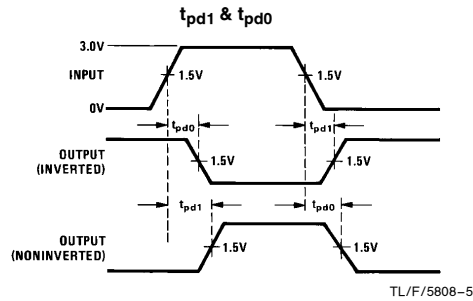 tpd1 & tpd0
3.0V
INPUT
1.5V
1.5V
0V
tpd0
tpd1
OUTPUT
(INVERTED)
1.5V
1.5V
tpd1
tpd0
OUTPUT
(NONINVERTED)
1.5V
1.5V
TL/F/5808–5